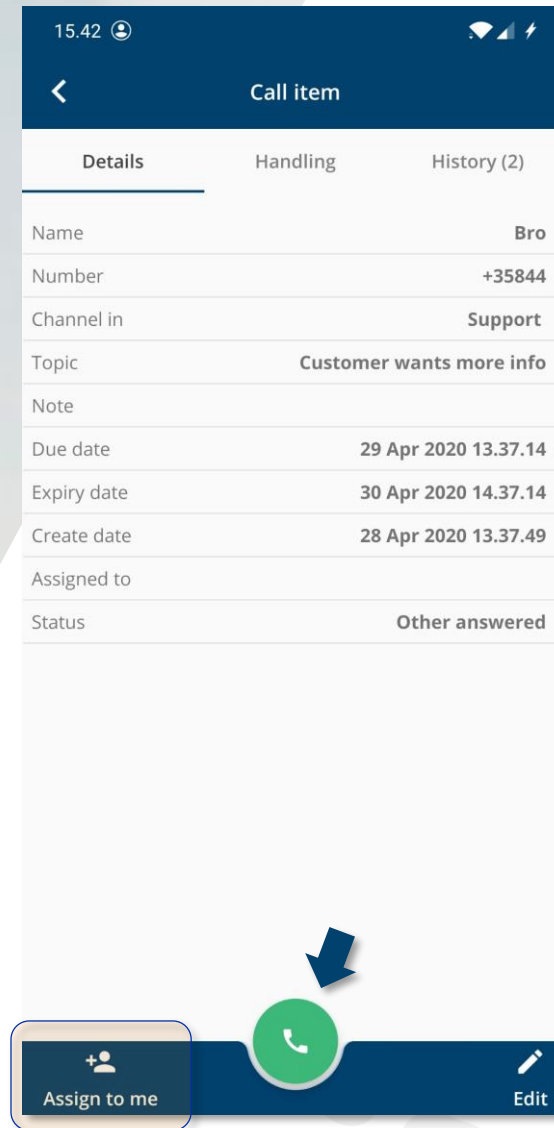 15.42
Call item
Details Handling History (2)
Name Bro
Number +35844
Channel in Support
Topic Customer wants more info
Note
Due date 29 Apr 2020 13.37.14
Expiry date 30 Apr 2020 14.37.14
Create date 28 Apr 2020 13.37.49
Assigned to
Status Other answered
Assign to me Edit